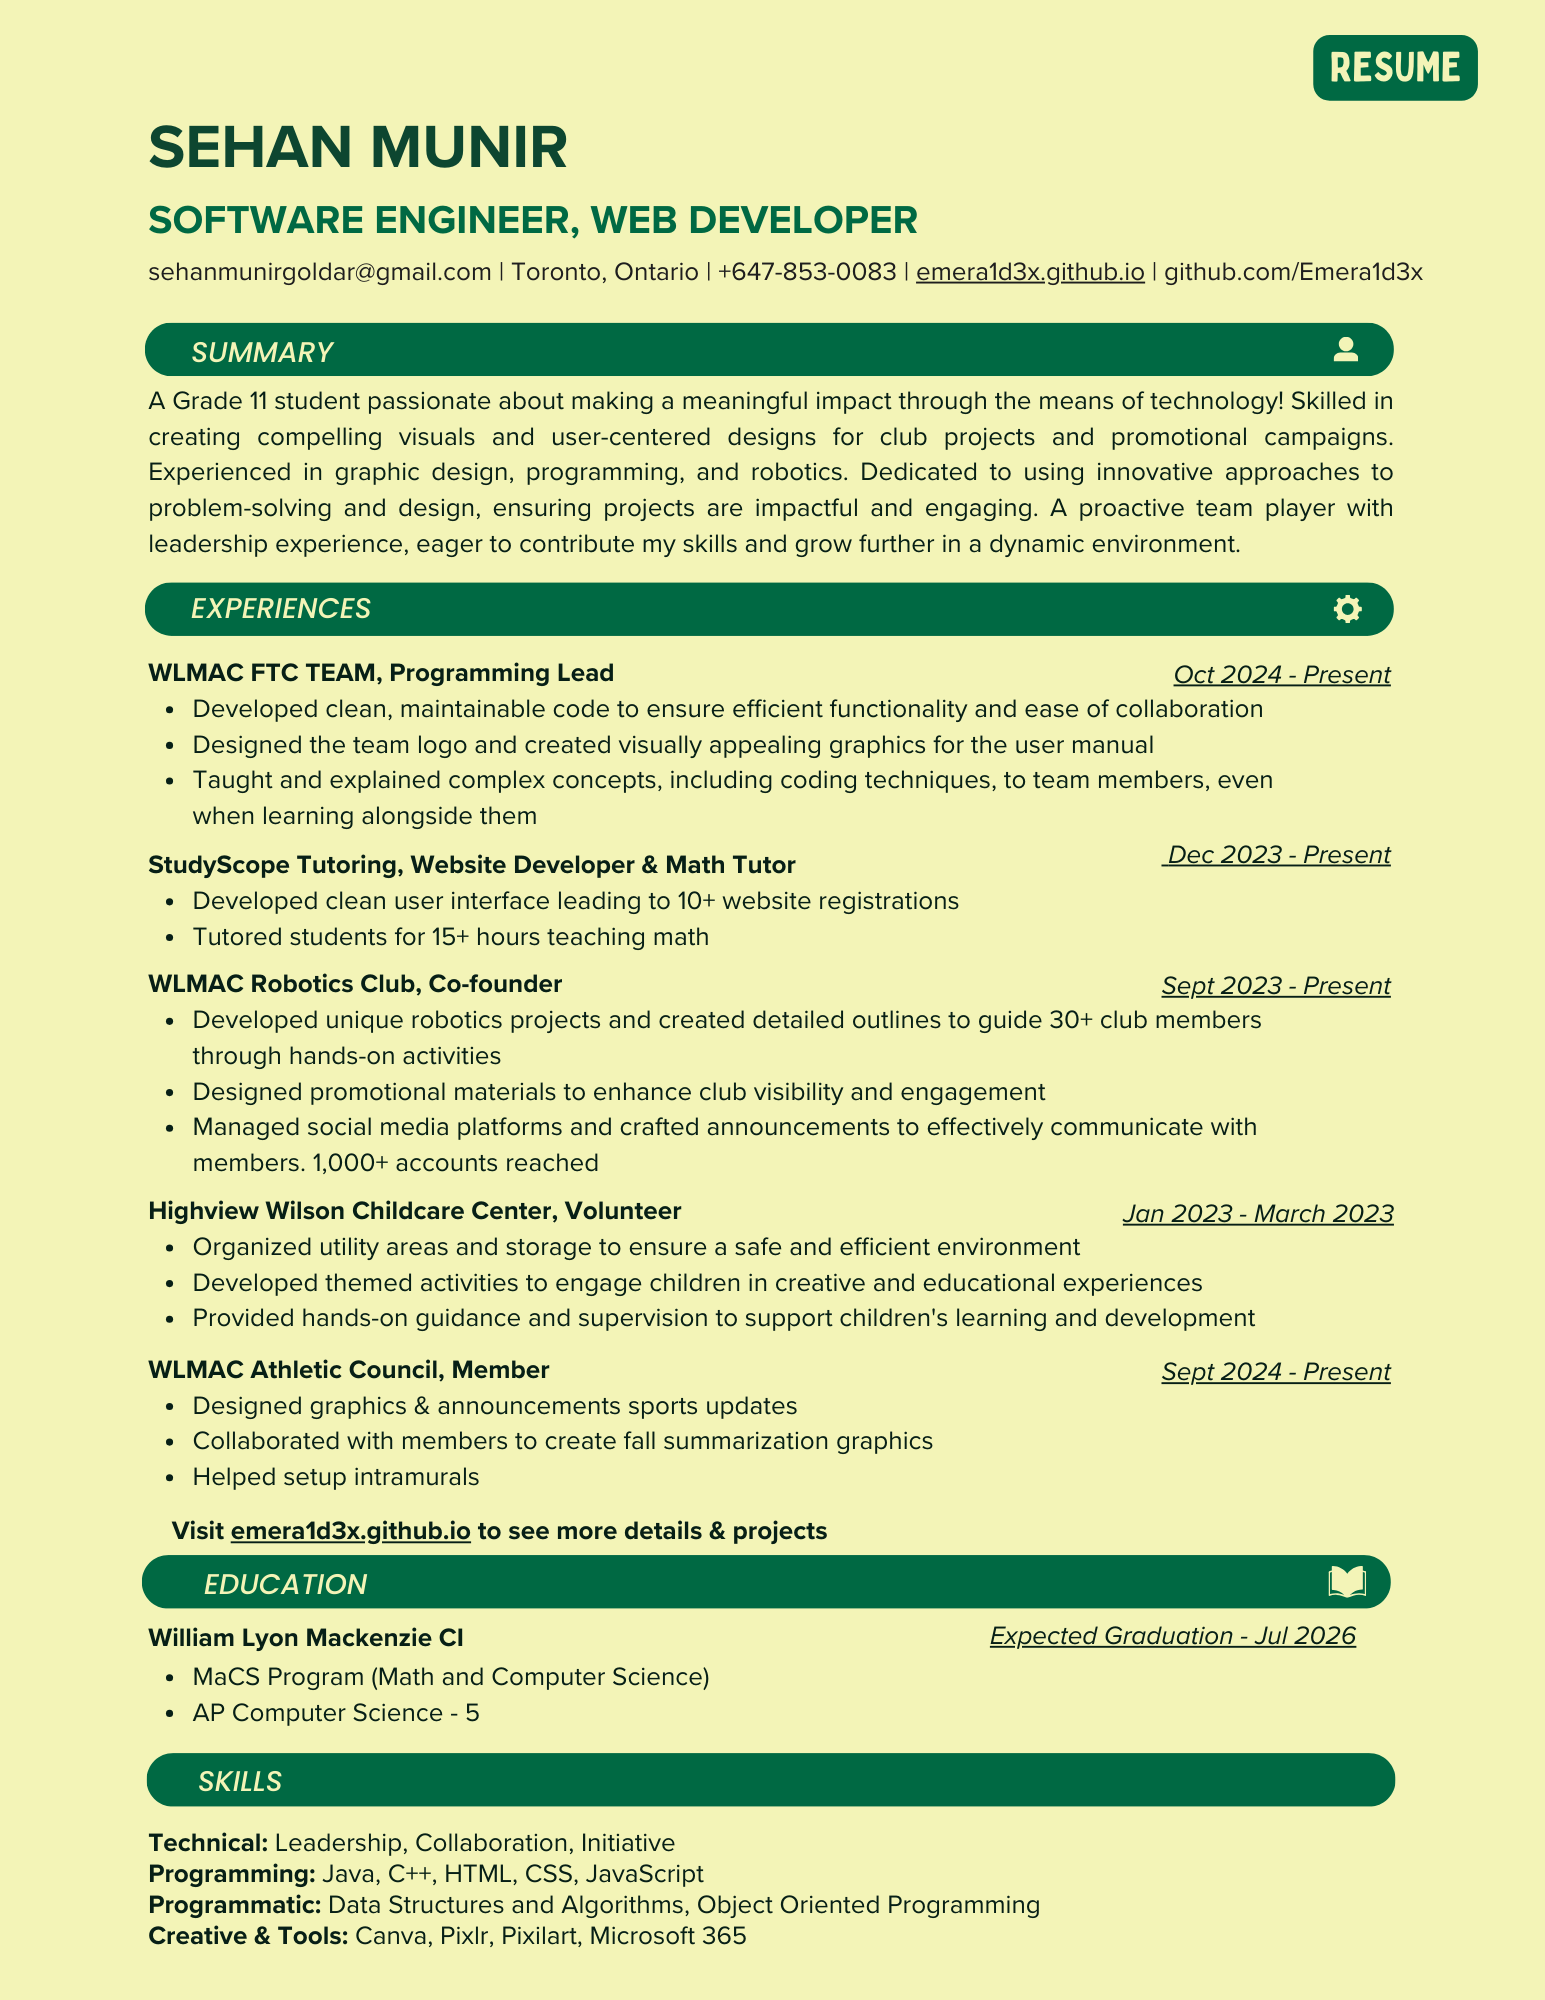 RESUME
SEHAN MUNIR
SOFTWARE ENGINEER, WEB DEVELOPER
sehanmunirgoldar@gmail.com | Toronto, Ontario | +647-853-0083 | emera1d3x.github.io | github.com/Emera1d3x
SUMMARY
A Grade 11 student passionate about making a meaningful impact through the means of technology! Skilled in
creating compelling visuals and user-centered designs for club projects and promotional campaigns.
Experienced in graphic design, programming, and robotics. Dedicated to using innovative approaches to
problem-solving and design, ensuring projects are impactful and engaging. A proactive team player with
leadership experience, eager to contribute my skills and grow further in a dynamic environment.
EXPERIENCES
WLMAC FTC TEAM, Programming Lead Oct 2024 - Present
• Developed clean, maintainable code to ensure efficient functionality and ease of collaboration
• Designed the team logo and created visually appealing graphics for the user manual
• Taught and explained complex concepts, including coding techniques, to team members, even
when learning alongside them
StudyScope Tutoring, Website Developer & Math Tutor Dec 2023 - Present
• Developed clean user interface leading to 10+ website registrations
• Tutored students for 15+ hours teaching math
WLMAC Robotics Club, Co-founder Sept 2023 - Present
• Developed unique robotics projects and created detailed outlines to guide 30+ club members
through hands-on activities
• Designed promotional materials to enhance club visibility and engagement
• Managed social media platforms and crafted announcements to effectively communicate with
members. 1,000+ accounts reached
Highview Wilson Childcare Center, Volunteer Jan 2023 - March 2023
• Organized utility areas and storage to ensure a safe and efficient environment
• Developed themed activities to engage children in creative and educational experiences
• Provided hands-on guidance and supervision to support children's learning and development
WLMAC Athletic Council, Member Sept 2024 - Present
• Designed graphics & announcements sports updates
• Collaborated with members to create fall summarization graphics
• Helped setup intramurals
Visit emera1d3x.github.io to see more details & projects
EDUCATION
William Lyon Mackenzie CI Expected Graduation - Jul 2026
• MaCS Program (Math and Computer Science)
• AP Computer Science - 5
SKILLS
Technical: Leadership, Collaboration, Initiative
Programming: Java, C++, HTML, CSS, JavaScript
Programmatic: Data Structures and Algorithms, Object Oriented Programming
Creative & Tools: Canva, Pixlr, Pixilart, Microsoft 365